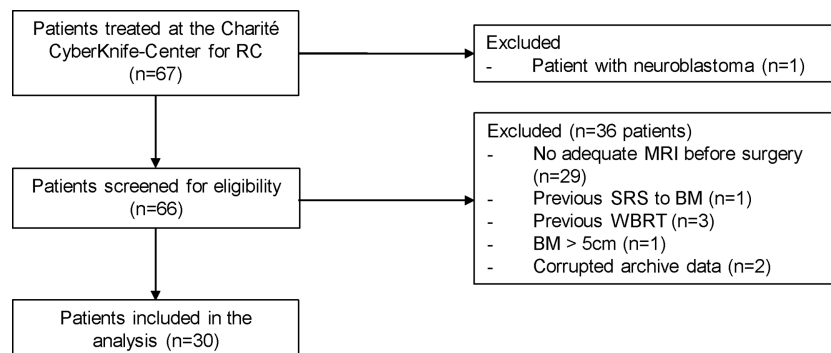 Patients treated at the Charité
CyberKnife-Center for RC
(n=67)
Excluded
- Patient with neuroblastoma (n=1)
Patients screened for eligibility
(n=66)
Excluded (n=36 patients)
- No adequate MRI before surgery
(n=29)
- Previous SRS to BM (n=1)
- Previous WBRT (n=3)
- BM > 5cm (n=1)
- Corrupted archive data (n=2)
Patients included in the
analysis (n=30)